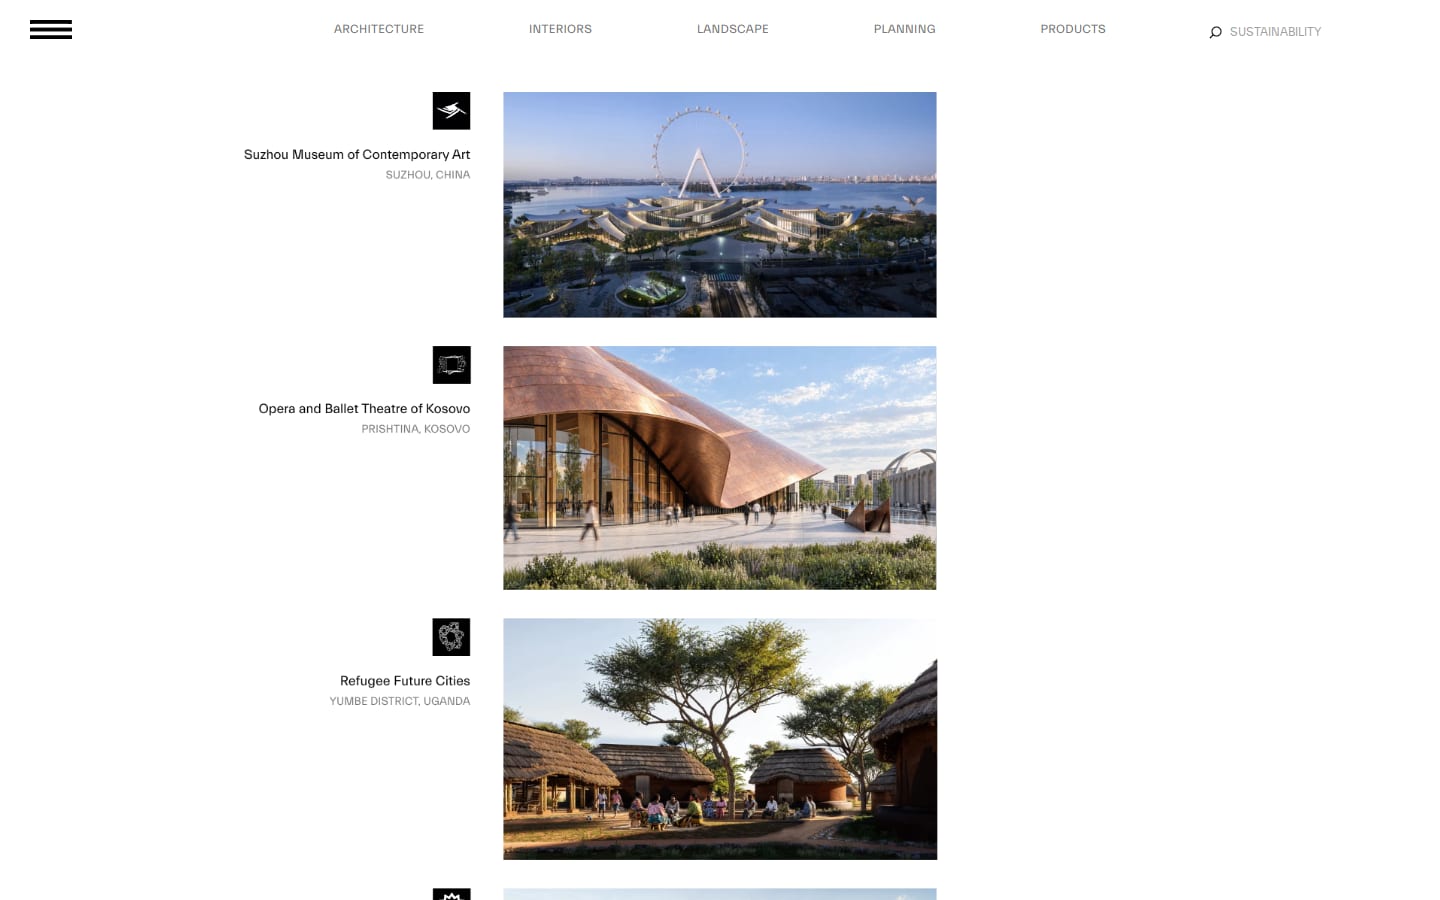 ARCHITECTURE
INTERIORS
LANDSCAPE
PLANNING
PRODUCTS
SUSTAINABILITY
Suzhou Museum of Contemporary Art
SUZHOU, CHINA
Opera and Ballet Theatre of Kosovo
PRISHTINA, KOSOVO
Refugee Future Cities
YUMBE DISTRICT, UGANDA